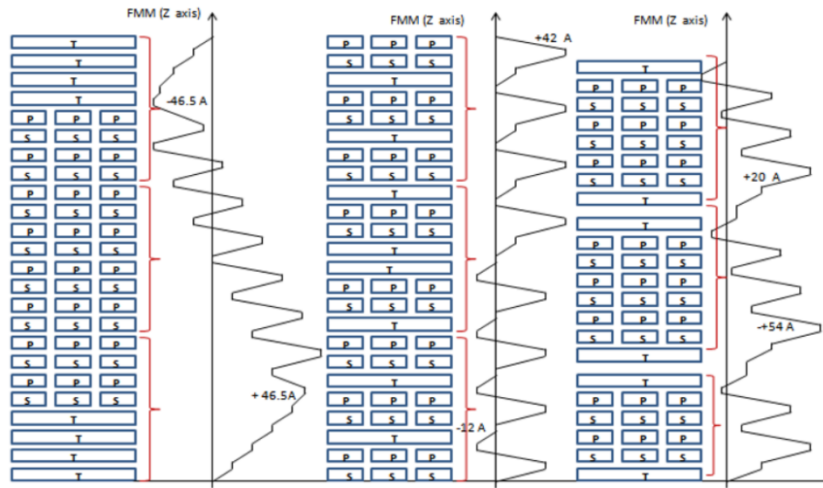 FMM (Z axis)
T
T
T
T
-46.5 A
P P P
S S S
P P P
S S S
P P P
S S S
P P P
S S S
P P P
S S S
P P P
S S S
P P P
S S S
P P P
S S S
+ 46.5A
T
T
T
T
FMM (Z axis)
+42 A
P P P
S S S
T
P P P
S S S
T
P P P
S S S
T
P P P
S S S
T
T
P P P
S S S
T
P P P
S S S
T
P P P
S S S
-12 A
T
P P P
S S S
FMM (Z axis)
T
P P P
S S S
P P P
S S S
P P P
S S S
+20 A
T
T
P P P
S S S
P P P
S S S
P P P
-+54 A
S S S
T
T
P P P
S S S
P P P
S S S
T